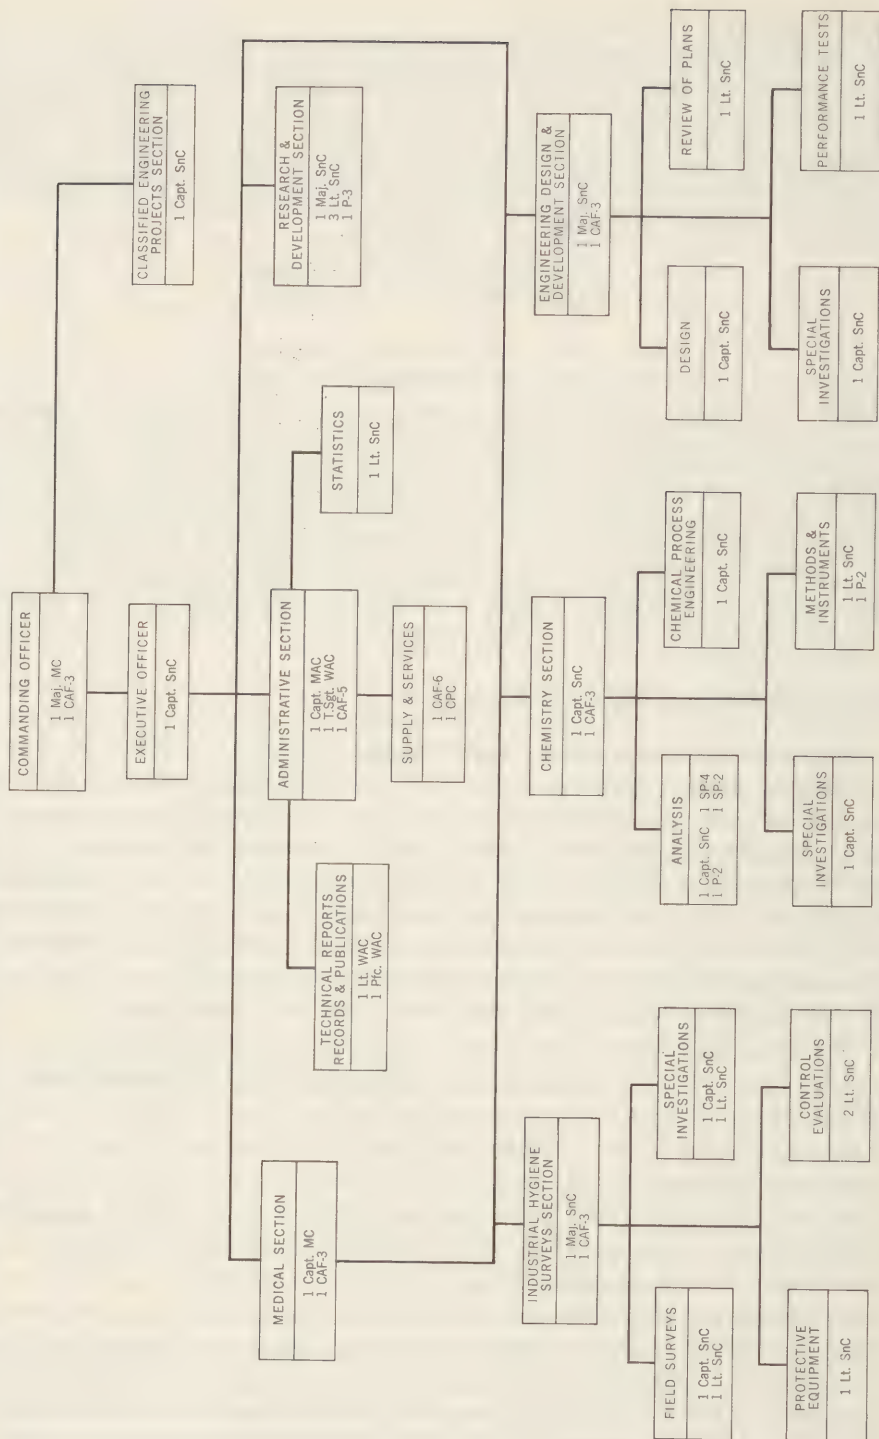 COMMANDING OFFICER
1 Maj. MC
1 CAF-3
CLASSIFIED ENGINEERING
PROJECTS SECTION
1 Capt. SnC
EXECUTIVE OFFICER
1 Capt. SnC
MEDICAL SECTION
1 Capt. MC
1 CAF-3
ADMINISTRATIVE SECTION
1 Capt. MAC
1 T.Sgt. WAC
1 CAF-5
RESEARCH &
DEVELOPMENT SECTION
1 Maj. SnC
3 Lt. SnC
1 P-3
TECHNICAL REPORTS
RECORDS & PUBLICATIONS
1 Lt. WAC
1 Pfc. WAC
STATISTICS
1 Lt. SnC
SUPPLY & SERVICES
1 CAF-6
1 CPC
INDUSTRIAL HYGIENE
SURVEYS SECTION
1 Maj. SnC
1 CAF-3
CHEMISTRY SECTION
1 Capt. SnC
1 CAF-3
ENGINEERING DESIGN &
DEVELOPMENT SECTION
1 Maj. SnC
1 CAF-3
FIELD SURVEYS
1 Capt. SnC
1 Lt. SnC
SPECIAL
INVESTIGATIONS
1 Capt. SnC
1 Lt. SnC
ANALYSIS
1 Capt. SnC 1 SP-4
1 P-2 1 SP-2
CHEMICAL PROCESS
ENGINEERING
1 Capt. SnC
DESIGN
1 Capt. SnC
REVIEW OF PLANS
1 Lt. SnC
PROTECTIVE
EQUIPMENT
1 Lt. SnC
CONTROL
EVALUATIONS
2 Lt. SnC
SPECIAL
INVESTIGATIONS
1 Capt. SnC
METHODS &
INSTRUMENTS
1 Lt. SnC
1 P-2
SPECIAL
INVESTIGATIONS
1 Capt. SnC
PERFORMANCE TESTS
1 Lt. SnC